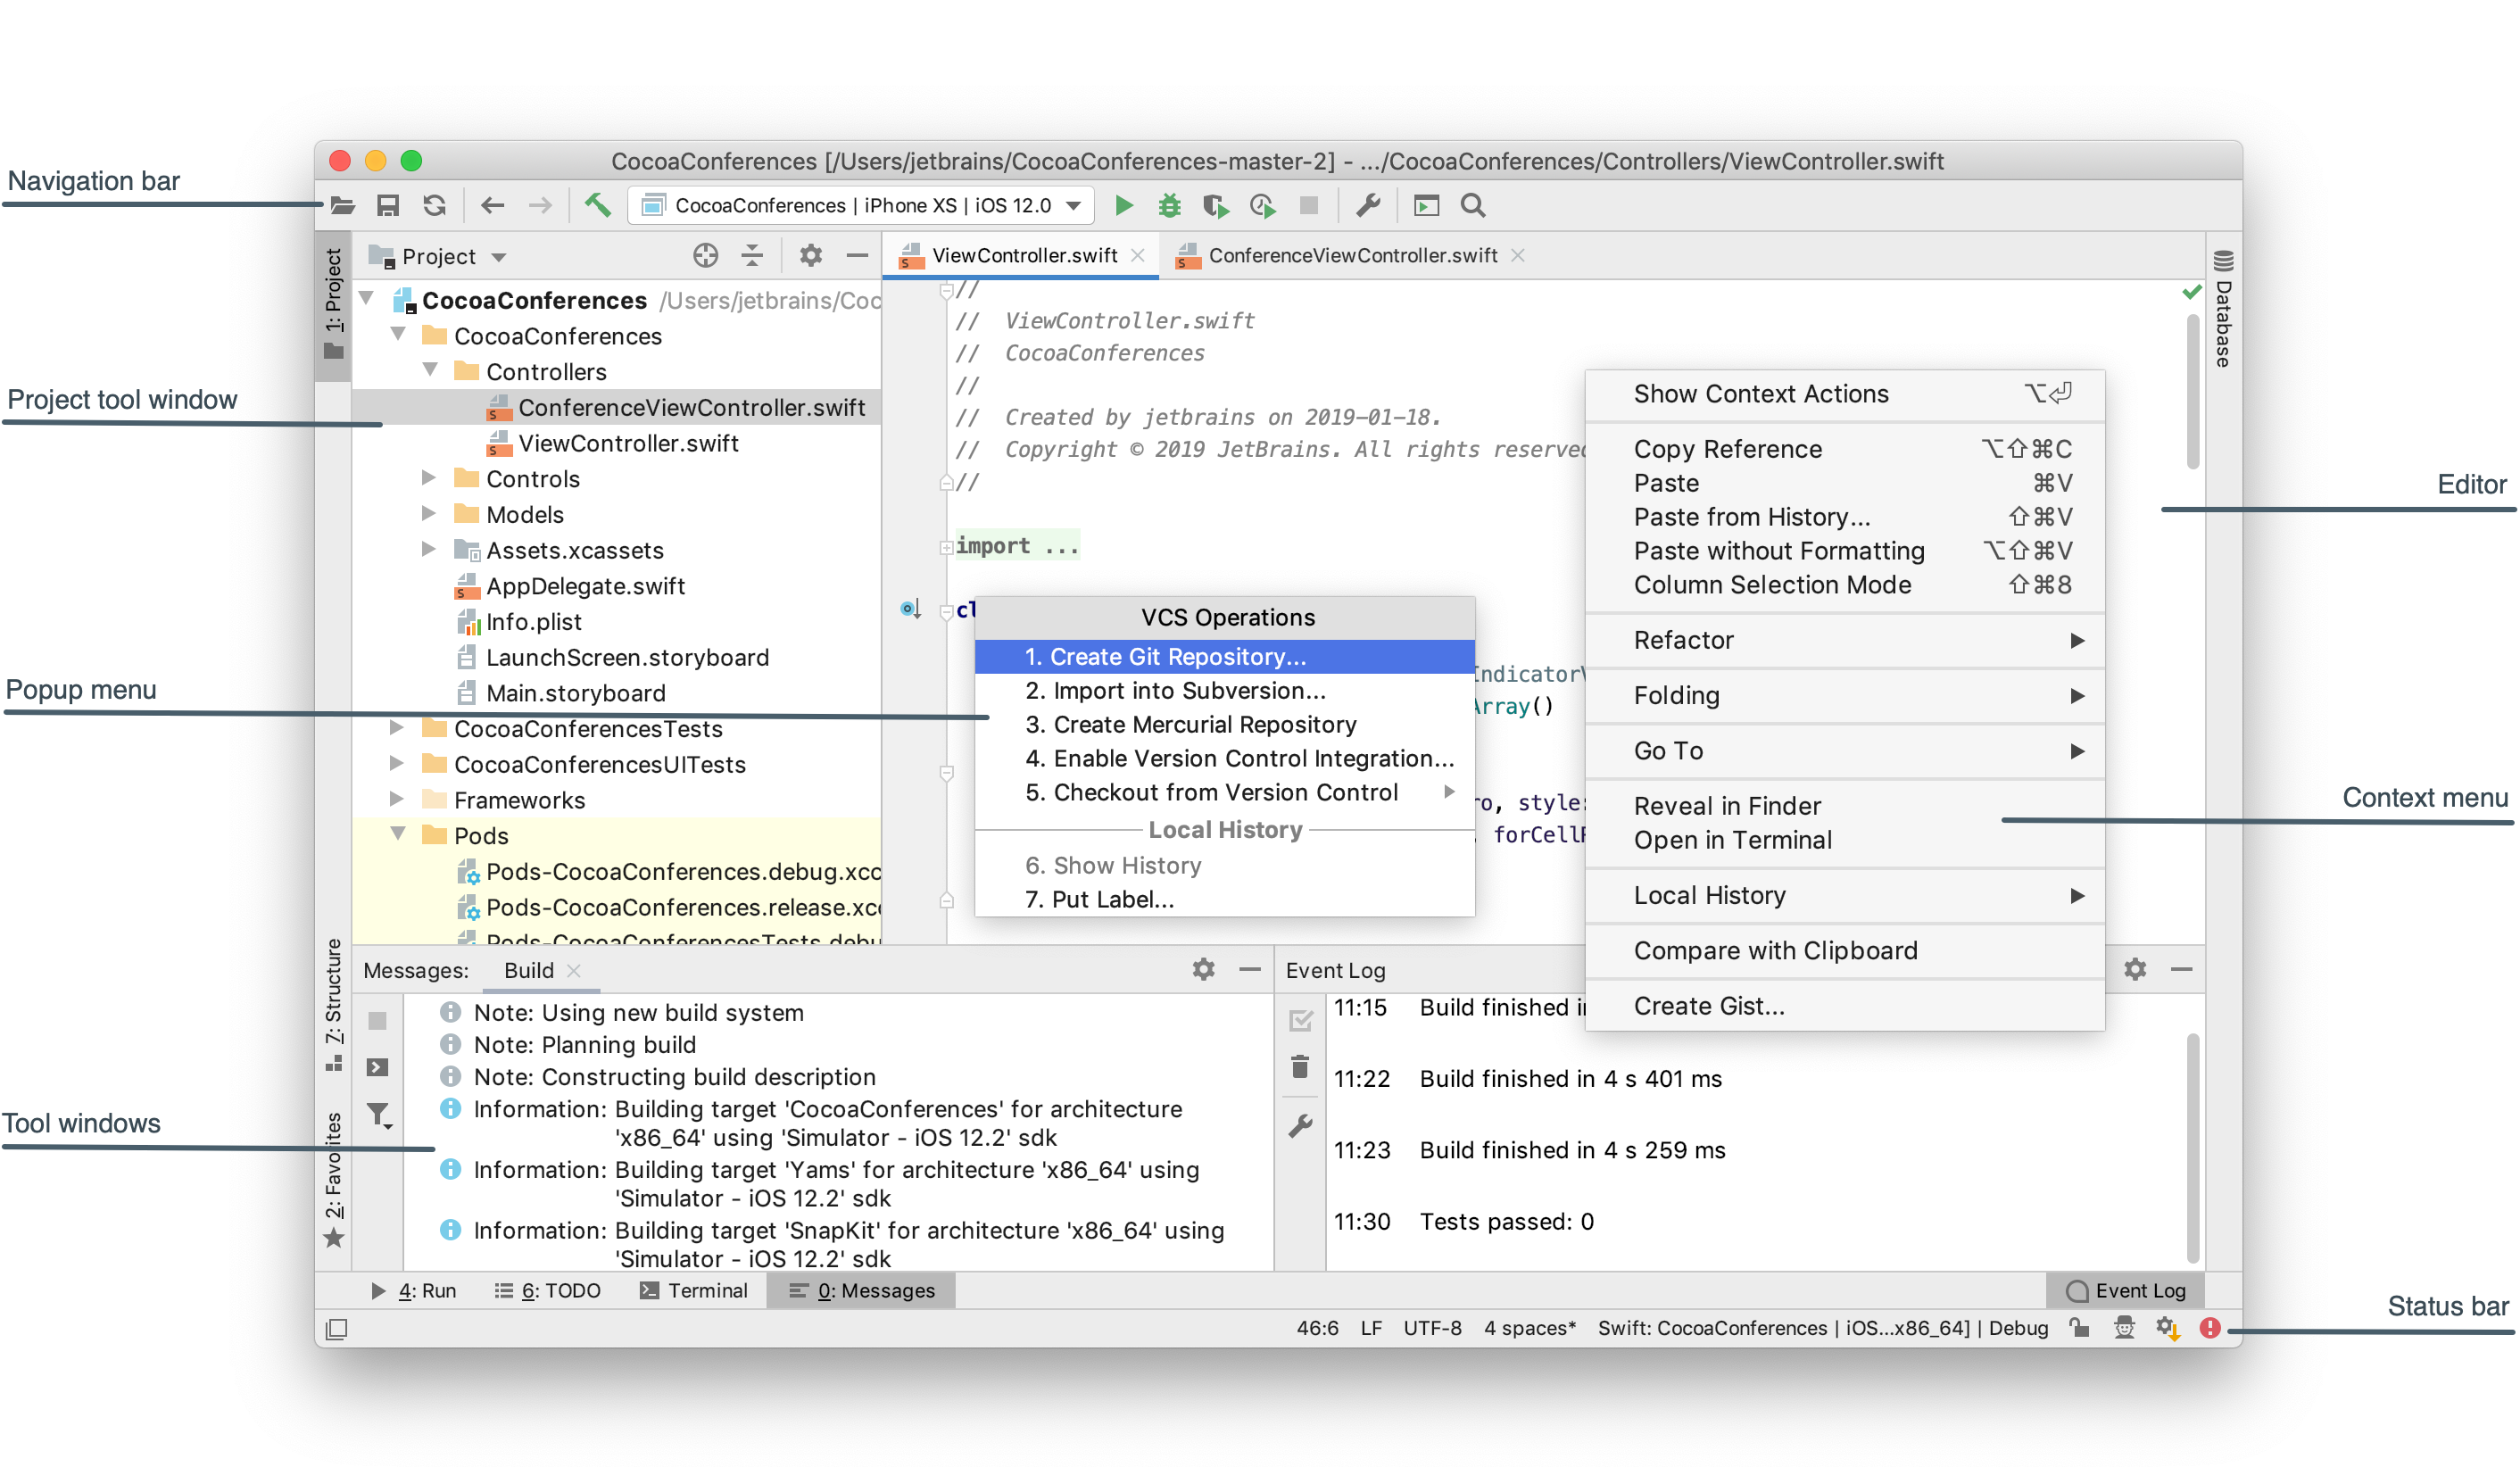 CocoaConferences [/Users/jetbrains/CocoaConferences-master-2] - .../CocoaConferences/Controllers/ViewController.swift
Navigation bar
CocoaConferences | iPhone XS | iOS 12.0
1: Project
Project
ViewController.swift
ConferenceViewController.swift
Database
CocoaConferences /Users/jetbrains/Coc
CocoaConferences
Controllers
ConferenceViewController.swift
ViewController.swift
Controls
Models
Assets.xcassets
AppDelegate.swift
Info.plist
LaunchScreen.storyboard
Main.storyboard
CocoaConferencesTests
CocoaConferencesUITests
Frameworks
Pods
Pods-CocoaConferences.debug.xcc
Pods-CocoaConferences.release.xcc
Pods-CocoaConferencesTests.debu
Project tool window
Popup menu
//
// ViewController.swift
// CocoaConferences
//
// Created by jetbrains on 2019-01-18.
// Copyright © 2019 JetBrains. All rights reserved
//
import ...
cl
IndicatorV
Array()
ro, style:
, forCellR
VCS Operations
1. Create Git Repository...
2. Import into Subversion...
3. Create Mercurial Repository
4. Enable Version Control Integration...
5. Checkout from Version Control
Local History
6. Show History
7. Put Label...
Show Context Actions ⌥⏎
Copy Reference ⌥⇧⌘C
Paste ⌘V
Paste from History... ⇧⌘V
Paste without Formatting ⌥⇧⌘V
Column Selection Mode ⇧⌘8
Refactor
Folding
Go To
Reveal in Finder
Open in Terminal
Local History
Compare with Clipboard
Create Gist...
Editor
Context menu
7: Structure
2: Favorites
Tool windows
Messages: Build
Note: Using new build system
Note: Planning build
Note: Constructing build description
Information: Building target 'CocoaConferences' for architecture
'x86_64' using 'Simulator - iOS 12.2' sdk
Information: Building target 'Yams' for architecture 'x86_64' using
'Simulator - iOS 12.2' sdk
Information: Building target 'SnapKit' for architecture 'x86_64' using
'Simulator - iOS 12.2' sdk
Event Log
11:15 Build finished i
11:22 Build finished in 4 s 401 ms
11:23 Build finished in 4 s 259 ms
11:30 Tests passed: 0
4: Run
6: TODO
Terminal
0: Messages
Event Log
46:6 LF UTF-8 4 spaces* Swift: CocoaConferences | iOS...x86_64] | Debug
Status bar